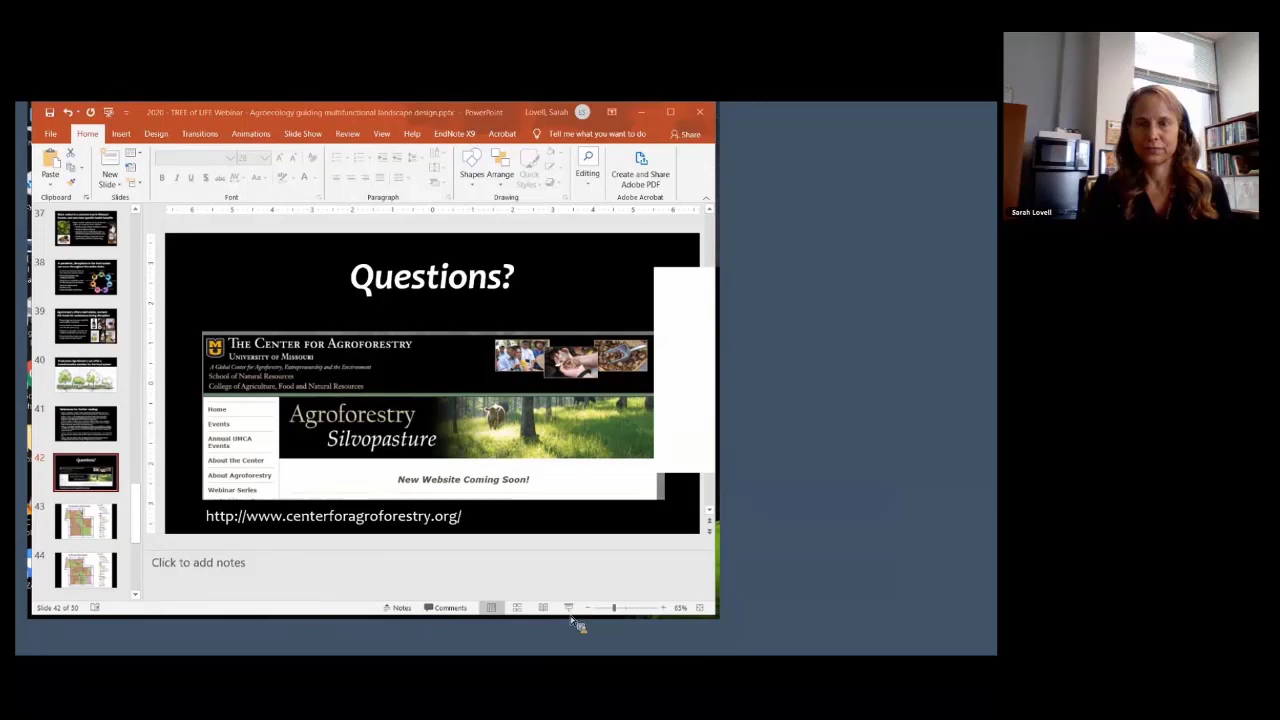 2020 - TREE of LIFE Webinar - Agroecology guiding multifunctional landscape design.pptx - PowerPoint
Lovell, Sarah
LS
File Home Insert Design Transitions Animations Slide Show Review View Help EndNote X9 Acrobat Tell me what you want to do Share
Paste
New
Slide
28
Shapes Arrange Quick
Styles
Editing
Create and Share
Adobe PDF
Clipboard Slides Font Paragraph Drawing Adobe Acrobat
37
38
39
40
41
42
43
44
Questions?
THE CENTER FOR AGROFORESTRY
UNIVERSITY OF MISSOURI
A Global Center for Agroforestry, Entrepreneurship and the Environment
School of Natural Resources
College of Agriculture, Food and Natural Resources
Home
Events
Annual UMCA
Events
About the Center
About Agroforestry
Webinar Series
Agroforestry
Silvopasture
New Website Coming Soon!
http://www.centerforagroforestry.org/
Click to add notes
Slide 42 of 50
Notes
Comments
65%
Sarah Lovell